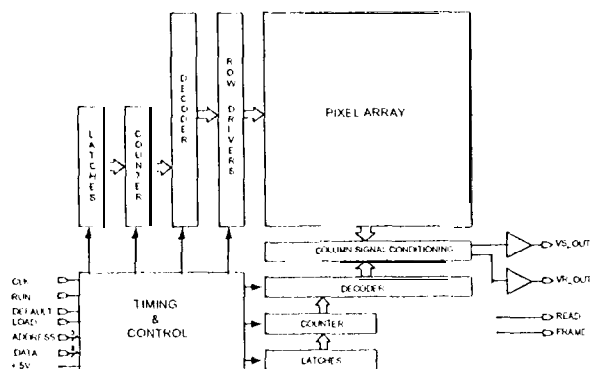 LATCHES
COUNTER
DECODER
ROW DRIVERS
PIXEL ARRAY
COLUMN SIGNAL CONDITIONING
VS_OUT
VR_OUT
DECODER
COUNTER
LATCHES
TIMING
&
CONTROL
CLK
RUN
DEFAULT
LOAD
ADDRESS
DATA
+5V
READ
FRAME